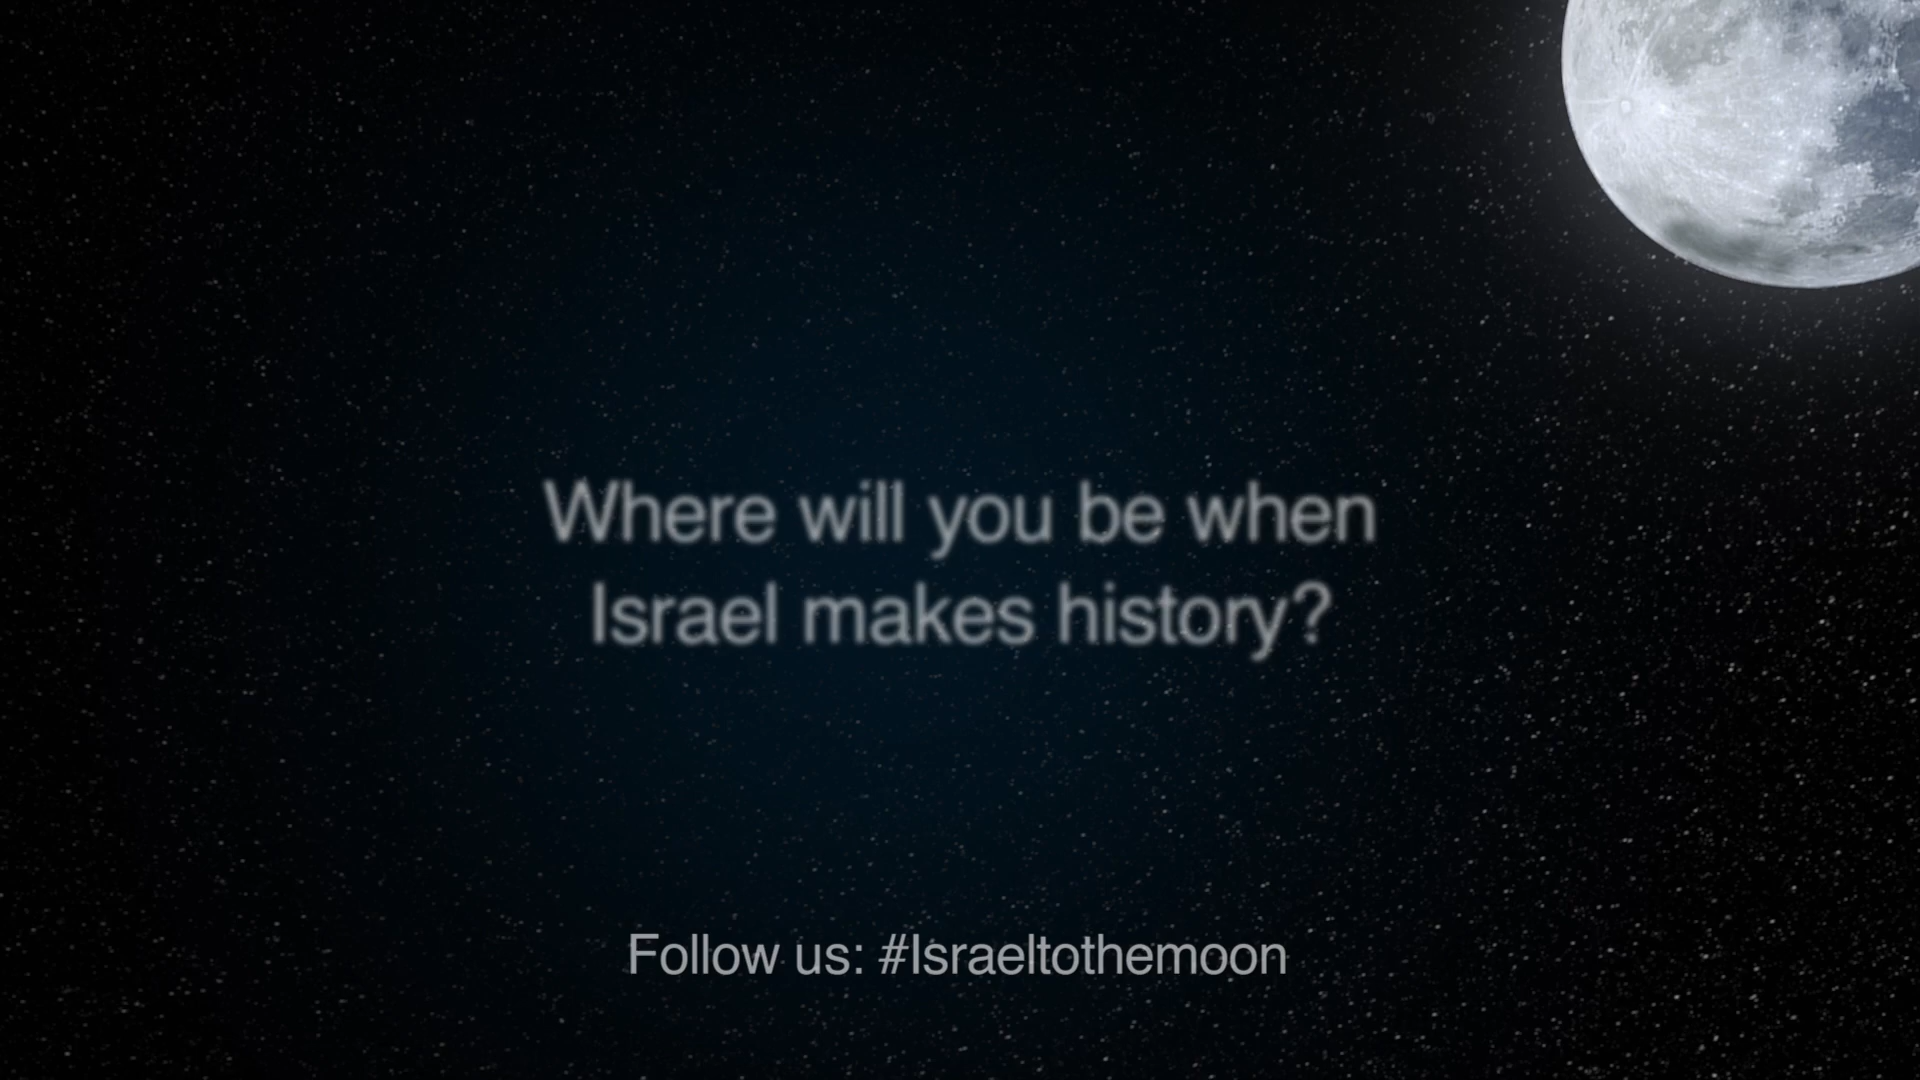 Where will you be when
Israel makes history?
Follow us: #Israeltothemoon